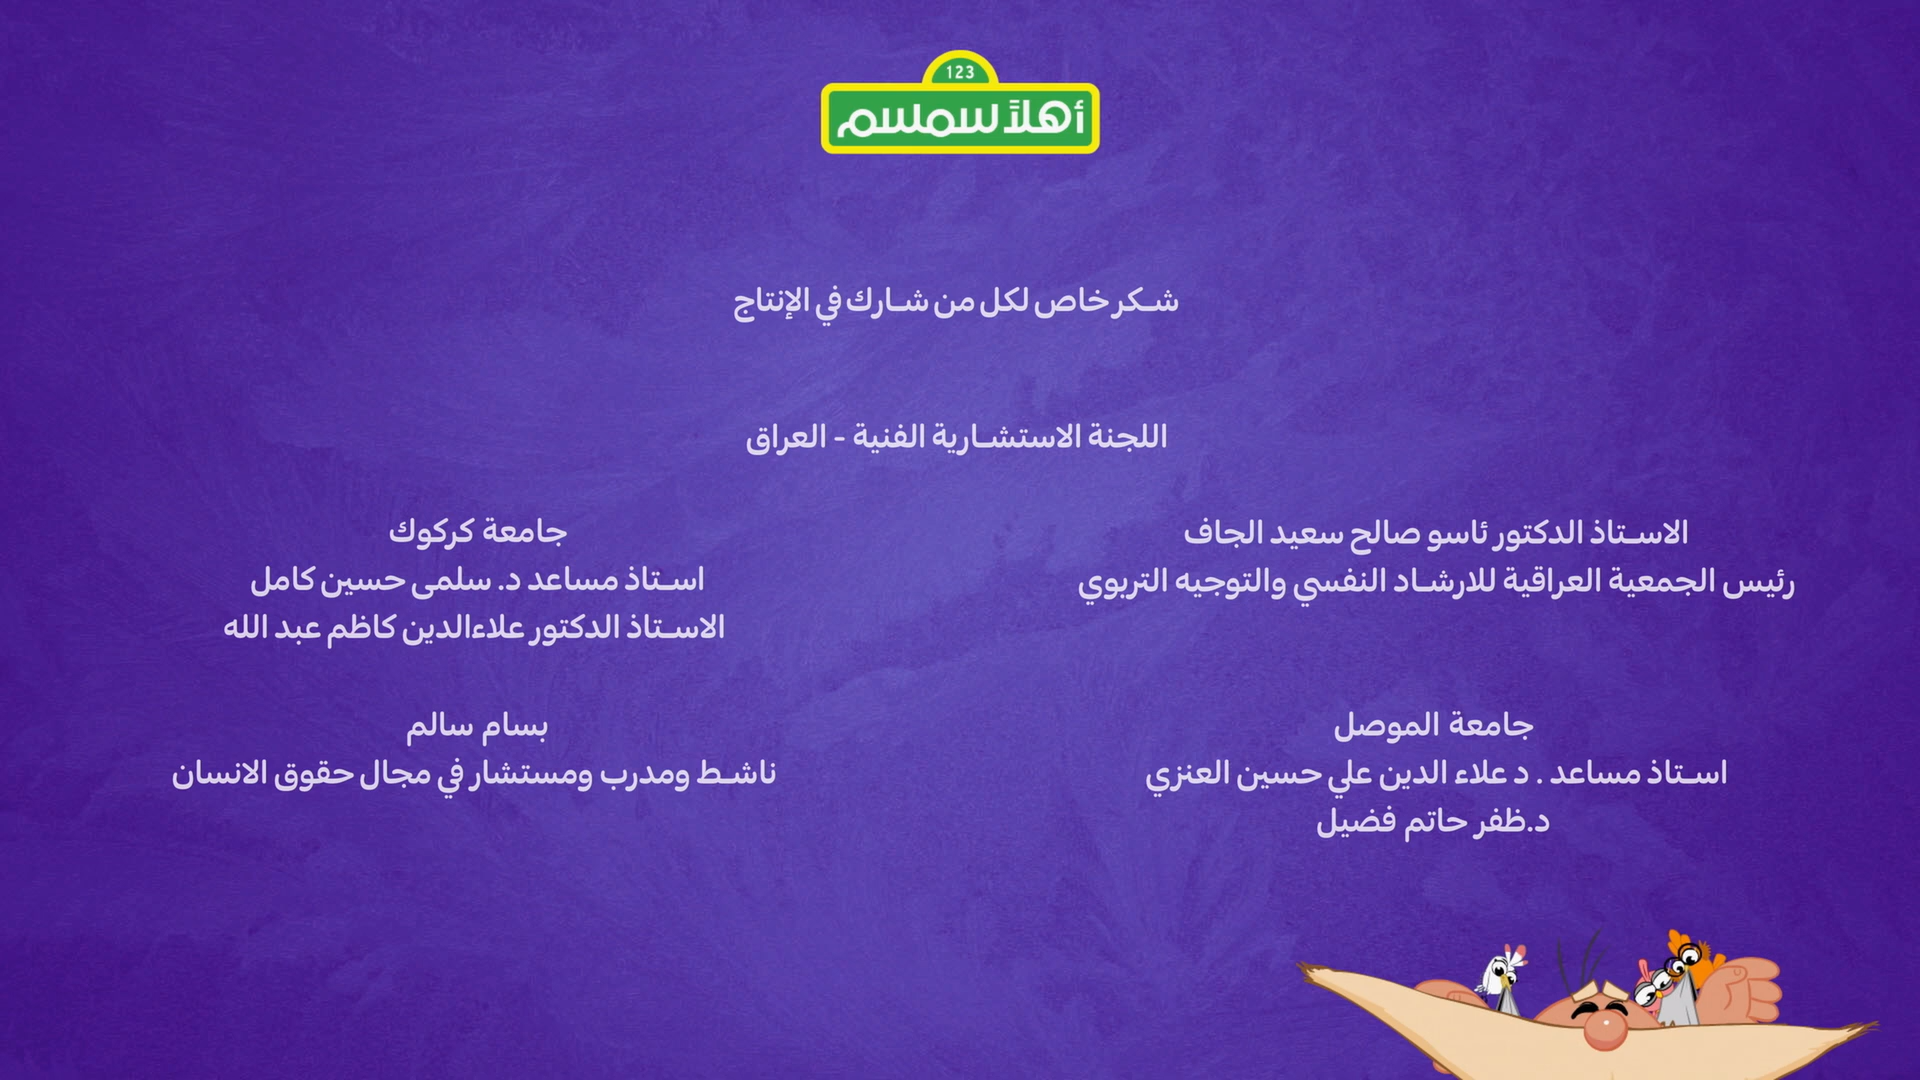 123
أهلاً سمسم
شكر خاص لكل من شارك في الإنتاج
اللجنة الاستشارية الفنية - العراق
الاستاذ الدكتور ئاسو صالح سعيد الجاف
رئيس الجمعية العراقية للارشاد النفسي والتوجيه التربوي
جامعة كركوك
استاذ مساعد د. سلمى حسين كامل
الاستاذ الدكتور علاءالدين كاظم عبد الله
جامعة الموصل
استاذ مساعد . د علاء الدين علي حسين العنزي
د.ظفر حاتم فضيل
بسام سالم
ناشط ومدرب ومستشار في مجال حقوق الانسان